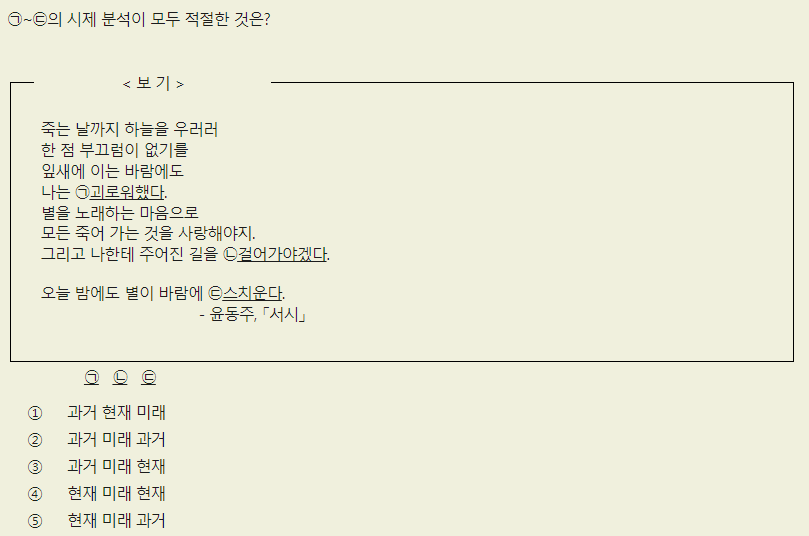 ㉠~㉢의 시제 분석이 모두 적절한 것은?
< 보 기 >
죽는 날까지 하늘을 우러러
한 점 부끄럼이 없기를
잎새에 이는 바람에도
나는 ㉠괴로워했다.
별을 노래하는 마음으로
모든 죽어 가는 것을 사랑해야지.
그리고 나한테 주어진 길을 ㉡걸어가야겠다.
오늘 밤에도 별이 바람에 ㉢스치운다.
- 윤동주, 「서시」
㉠ ㉡ ㉢
① 과거 현재 미래
② 과거 미래 과거
③ 과거 미래 현재
④ 현재 미래 현재
⑤ 현재 미래 과거